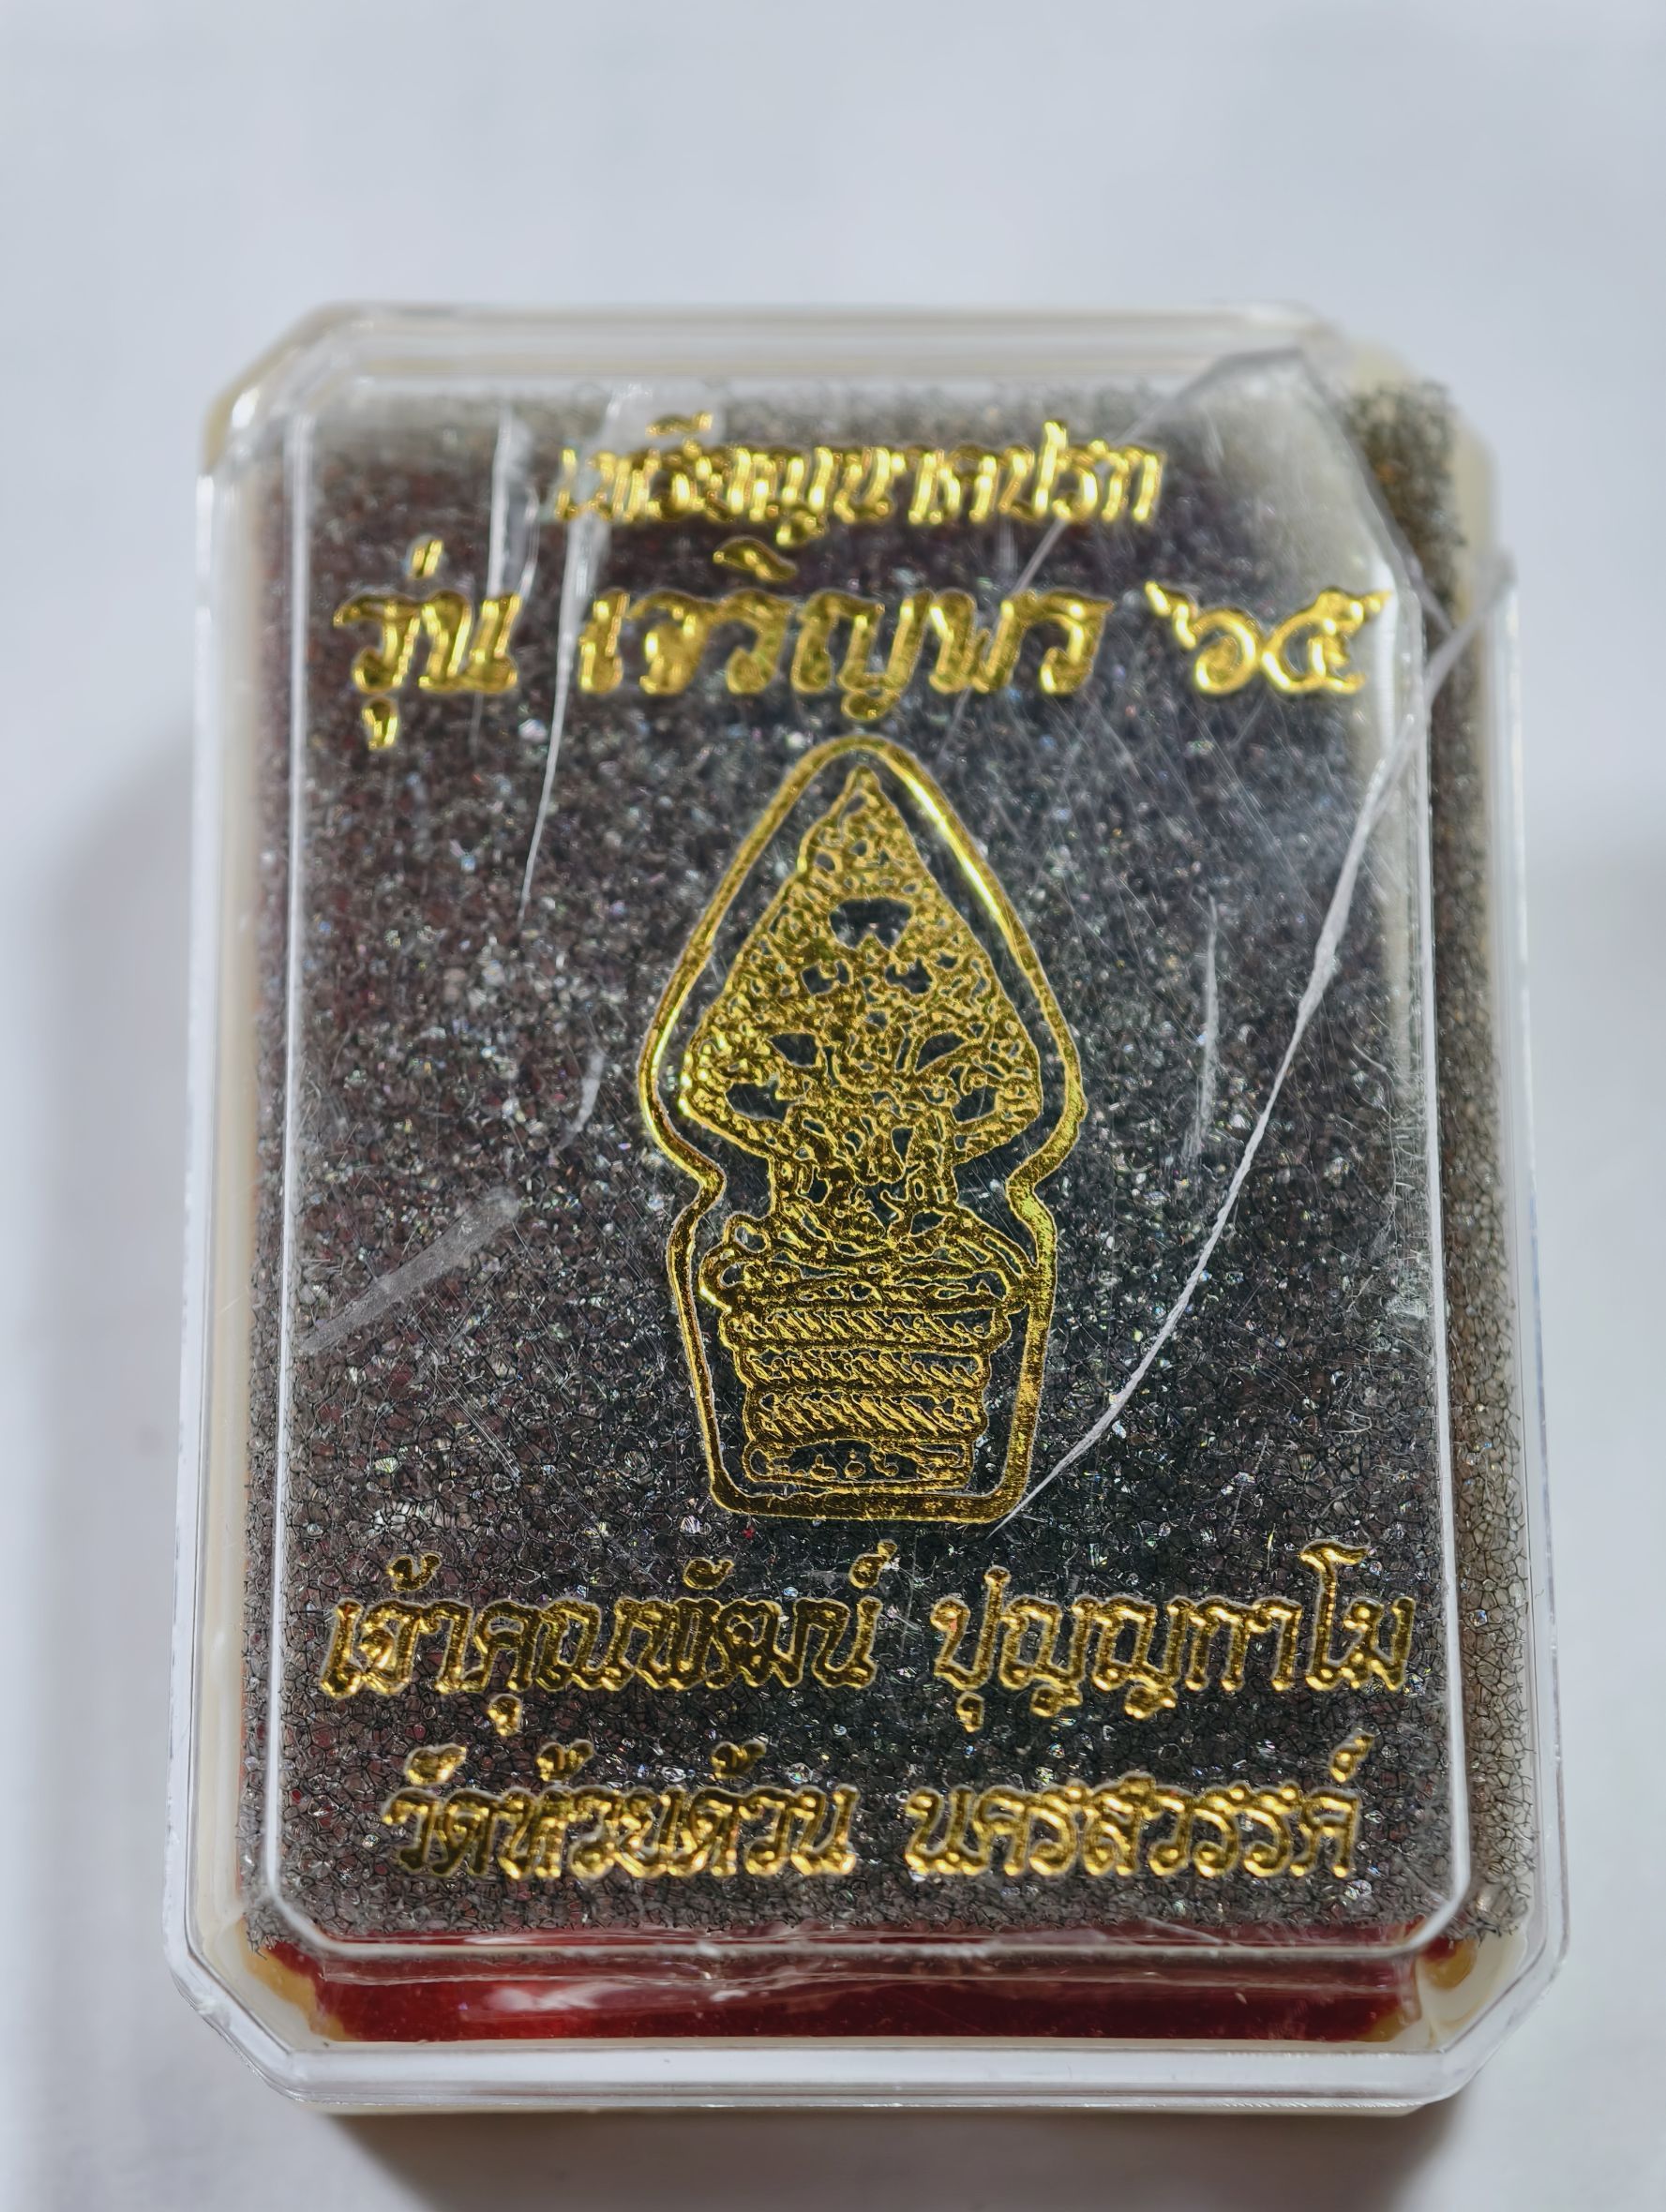 เหรียญนาคปรก
รุ่น เจริญพร ๖๕
เจ้าคุณพัฒน์ ปุญญกาโม
วัดห้วยด้วน นครสวรรค์